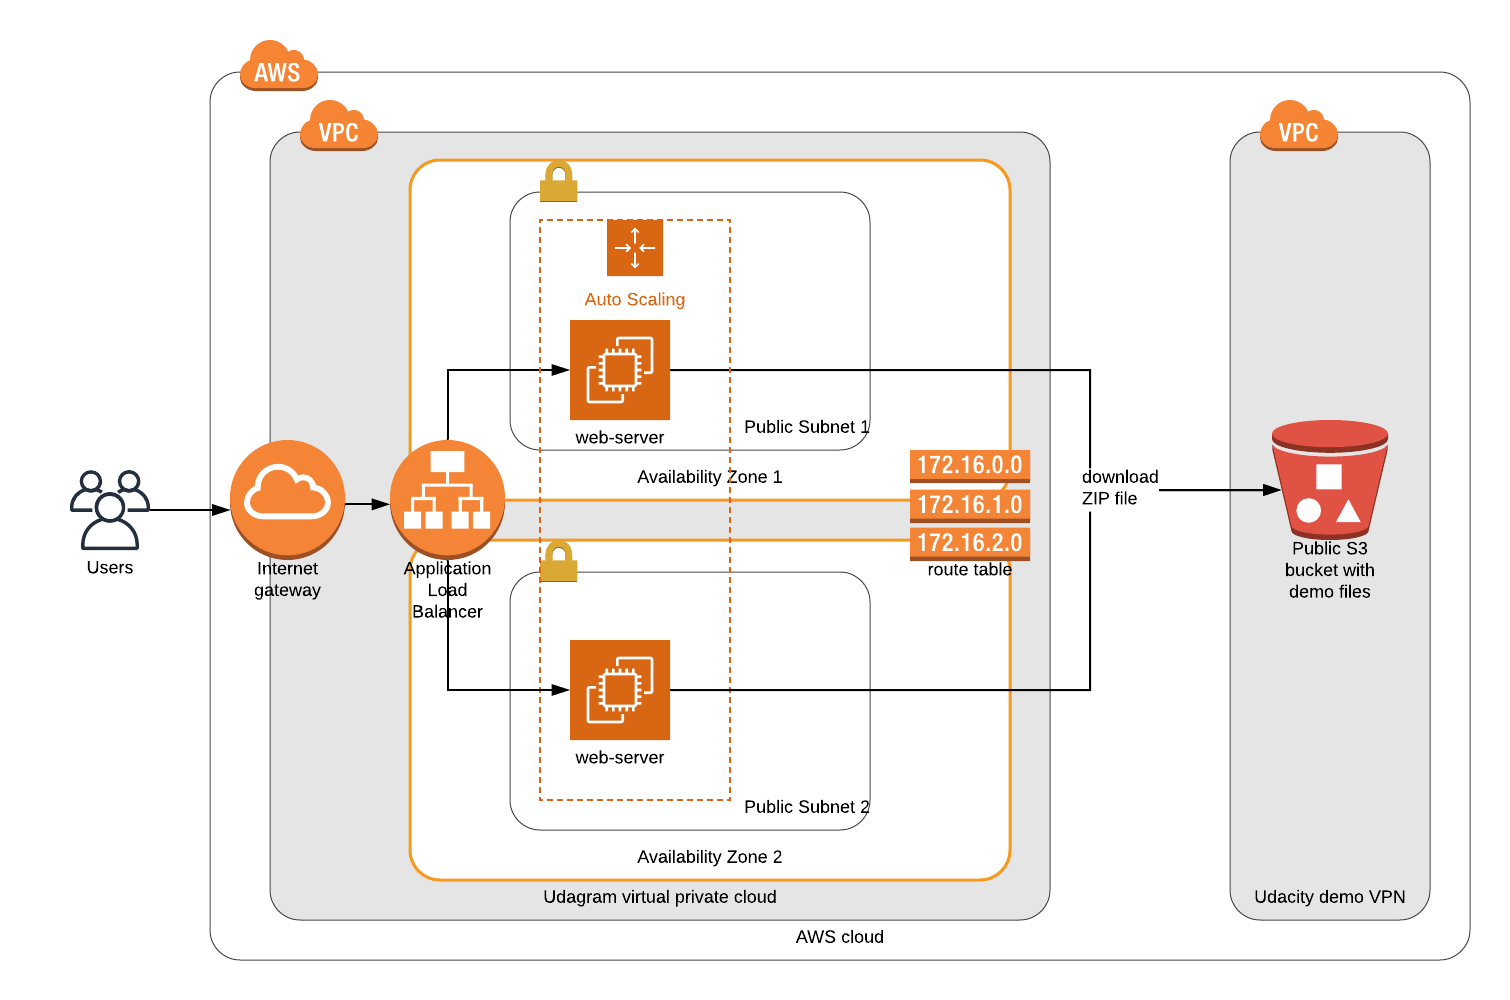 AWS
VPC
VPC
Auto Scaling
web-server
Public Subnet 1
Availability Zone 1
172.16.0.0
172.16.1.0
172.16.2.0
route table
download
ZIP file
Users
Internet
gateway
Application
Load
Balancer
Public S3
bucket with
demo files
web-server
Public Subnet 2
Availability Zone 2
Udagram virtual private cloud
Udacity demo VPN
AWS cloud